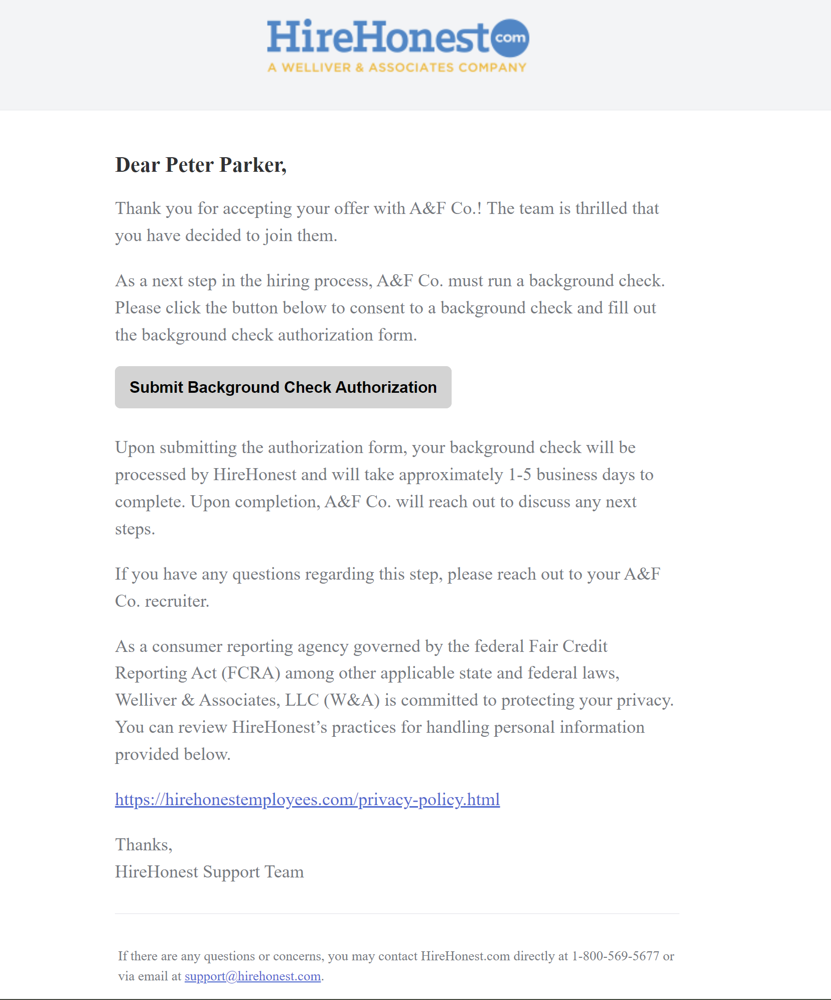 HireHonest com
A WELLIVER & ASSOCIATES COMPANY
Dear Peter Parker,
Thank you for accepting your offer with A&F Co.! The team is thrilled that
you have decided to join them.
As a next step in the hiring process, A&F Co. must run a background check.
Please click the button below to consent to a background check and fill out
the background check authorization form.
Submit Background Check Authorization
Upon submitting the authorization form, your background check will be
processed by HireHonest and will take approximately 1-5 business days to
complete. Upon completion, A&F Co. will reach out to discuss any next
steps.
If you have any questions regarding this step, please reach out to your A&F
Co. recruiter.
As a consumer reporting agency governed by the federal Fair Credit
Reporting Act (FCRA) among other applicable state and federal laws,
Welliver & Associates, LLC (W&A) is committed to protecting your privacy.
You can review HireHonest’s practices for handling personal information
provided below.
https://hirehonestemployees.com/privacy-policy.html
Thanks,
HireHonest Support Team
If there are any questions or concerns, you may contact HireHonest.com directly at 1-800-569-5677 or
via email at support@hirehonest.com.